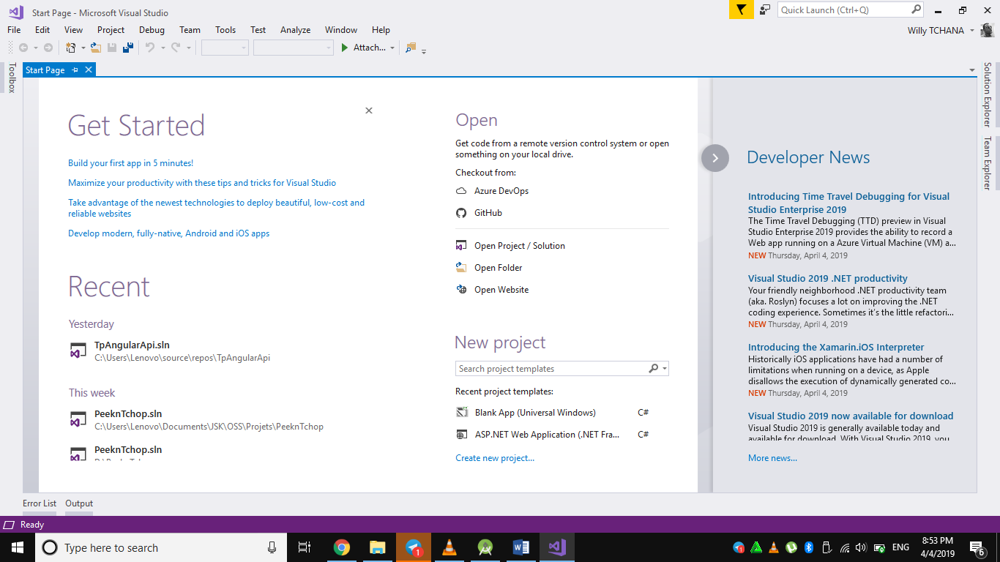 Start Page - Microsoft Visual Studio
Quick Launch (Ctrl+Q)
File Edit View Project Debug Team Tools Test Analyze Window Help
Willy TCHANA
Attach...
Toolbox
Start Page
Solution Explorer
Team Explorer
Get Started
Build your first app in 5 minutes!
Maximize your productivity with these tips and tricks for Visual Studio
Take advantage of the newest technologies to deploy beautiful, low-cost and
reliable websites
Develop modern, fully-native, Android and iOS apps
Recent
Yesterday
TpAngularApi.sln
C:\Users\Lenovo\source\repos\TpAngularApi
This week
PeeknTchop.sln
C:\Users\Lenovo\Documents\JSK\OSS\Projets\PeeknTchop
PeeknTchop.sln
Open
Get code from a remote version control system or open
something on your local drive.
Checkout from:
Azure DevOps
GitHub
Open Project / Solution
Open Folder
Open Website
New project
Search project templates
Recent project templates:
Blank App (Universal Windows) C#
ASP.NET Web Application (.NET Fra... C#
Create new project...
Developer News
Introducing Time Travel Debugging for Visual
Studio Enterprise 2019
The Time Travel Debugging (TTD) preview in Visual
Studio Enterprise 2019 provides the ability to record a
Web app running on a Azure Virtual Machine (VM) a...
NEW Thursday, April 4, 2019
Visual Studio 2019 .NET productivity
Your friendly neighborhood .NET productivity team
(aka. Roslyn) focuses a lot on improving the .NET
coding experience. Sometimes it's the little refactori...
NEW Thursday, April 4, 2019
Introducing the Xamarin.iOS Interpreter
Historically iOS applications have had a number of
limitations when running on a device, as Apple
disallows the execution of dynamically generated co...
NEW Thursday, April 4, 2019
Visual Studio 2019 now available for download
Visual Studio 2019 is generally available today and
available for download. With Visual Studio 2019, you
More news...
Error List Output
Ready
Type here to search
1
W
ENG
8:53 PM
4/4/2019
6